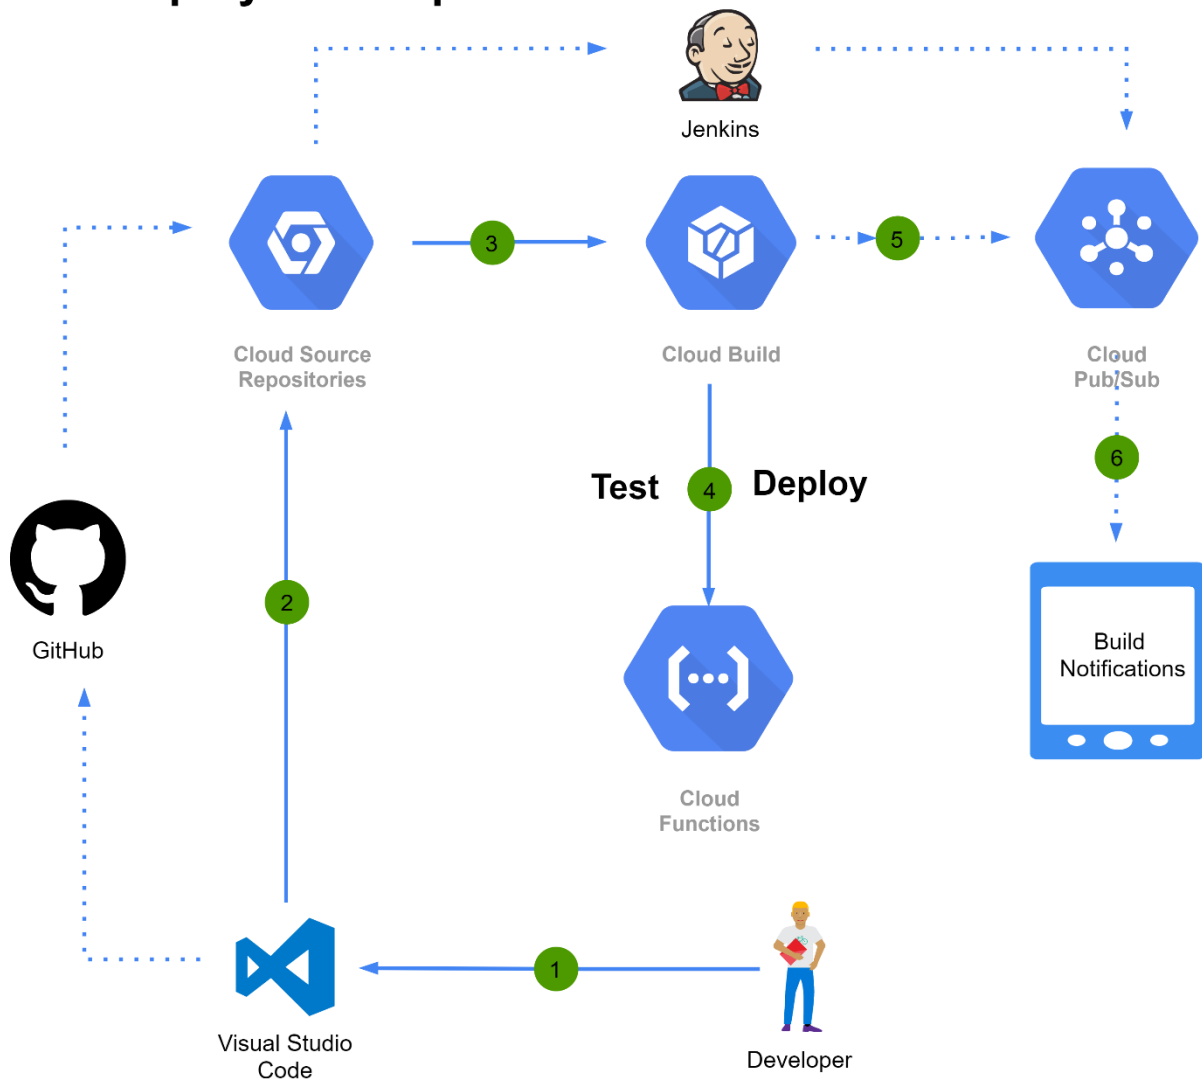 Jenkins
3
5
Cloud Source
Repositories
Cloud Build
Cloud
Pub/Sub
Test
4
Deploy
6
2
GitHub
Build
Notifications
Cloud
Functions
1
Visual Studio
Code
Developer